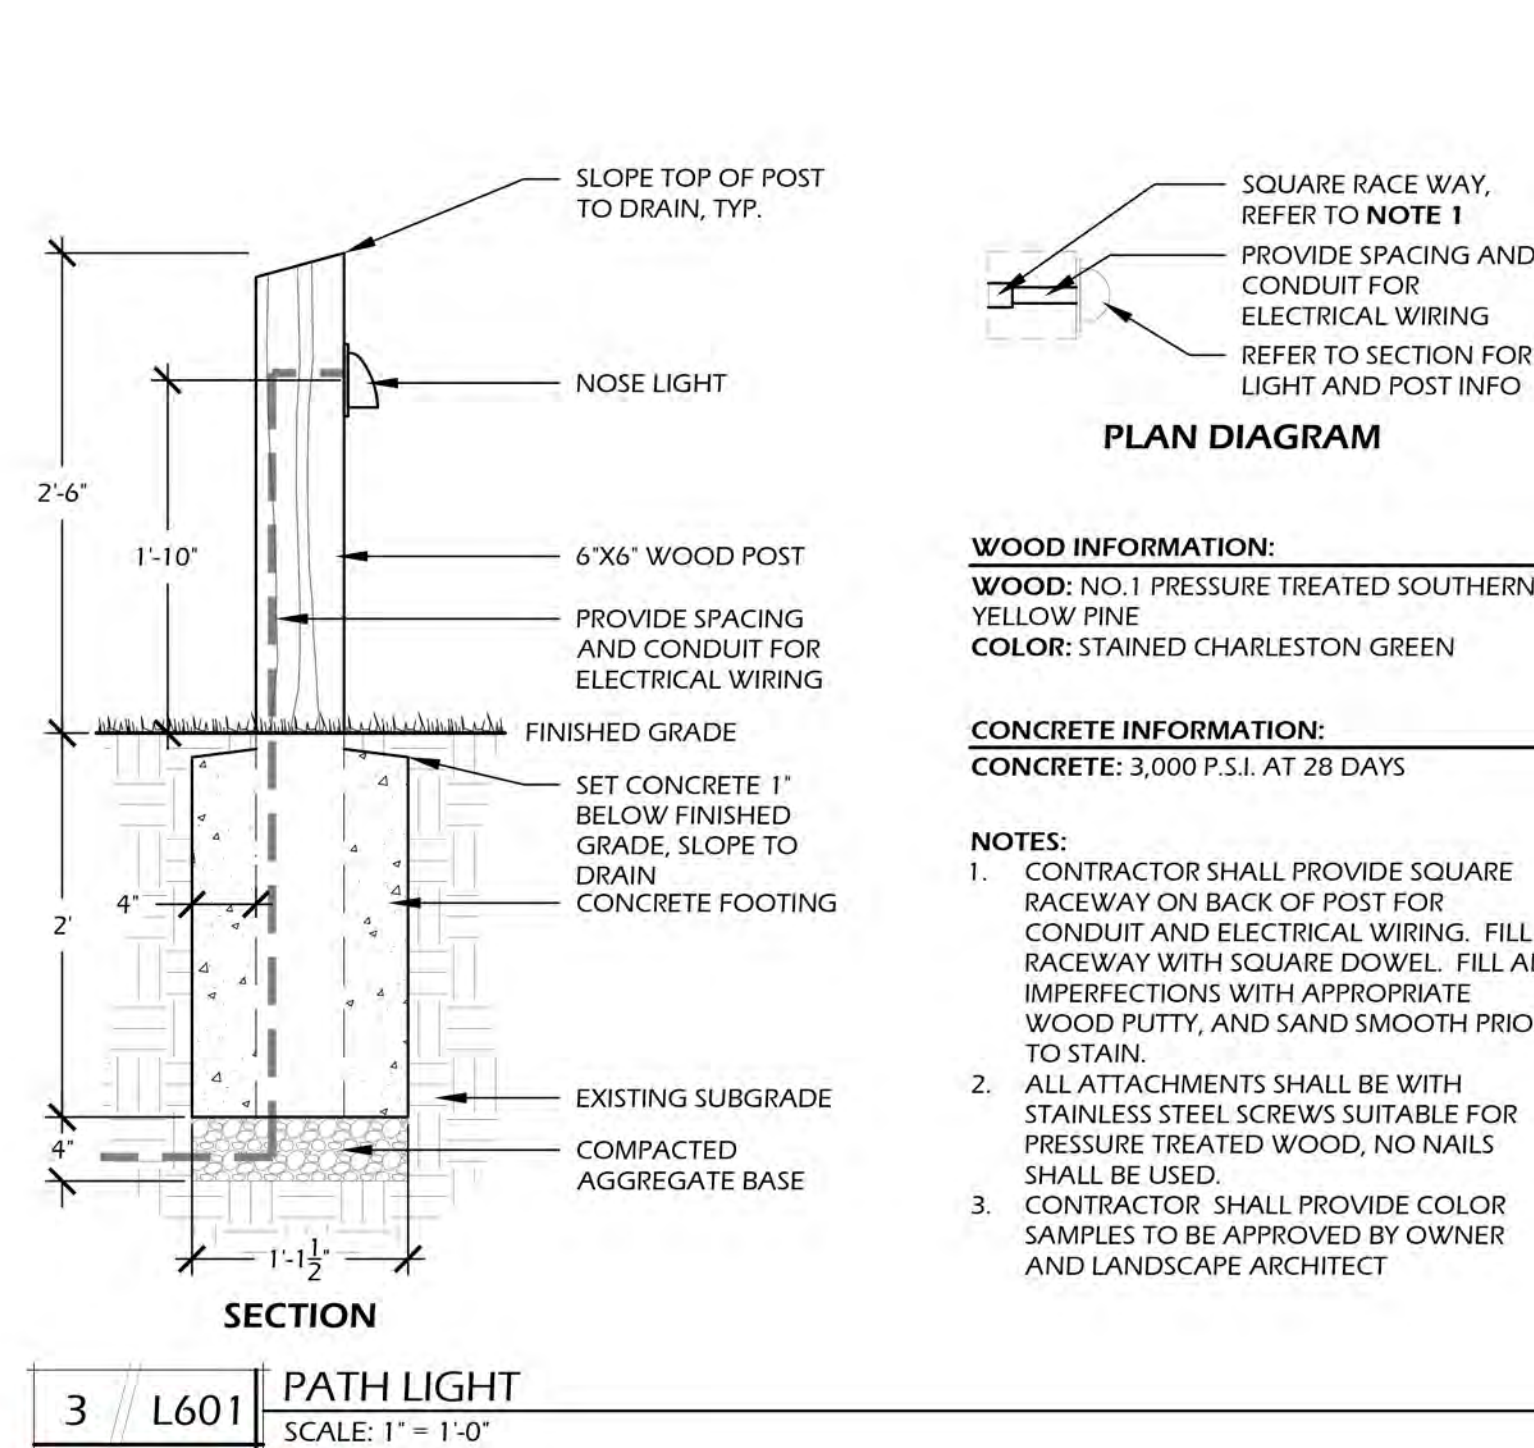 SLOPE TOP OF POST
TO DRAIN, TYP.
NOSE LIGHT
2'-6"
1'-10"
6"X6" WOOD POST
PROVIDE SPACING
AND CONDUIT FOR
ELECTRICAL WIRING
FINISHED GRADE
SET CONCRETE 1"
BELOW FINISHED
GRADE, SLOPE TO
DRAIN
4"
CONCRETE FOOTING
2'
EXISTING SUBGRADE
4"
COMPACTED
AGGREGATE BASE
1'-1 1/2"
SECTION
SQUARE RACE WAY,
REFER TO NOTE 1
PROVIDE SPACING AND
CONDUIT FOR
ELECTRICAL WIRING
REFER TO SECTION FOR
LIGHT AND POST INFO
PLAN DIAGRAM
WOOD INFORMATION:
WOOD: NO.1 PRESSURE TREATED SOUTHERN
YELLOW PINE
COLOR: STAINED CHARLESTON GREEN
CONCRETE INFORMATION:
CONCRETE: 3,000 P.S.I. AT 28 DAYS
NOTES:
1. CONTRACTOR SHALL PROVIDE SQUARE
RACEWAY ON BACK OF POST FOR
CONDUIT AND ELECTRICAL WIRING. FILL
RACEWAY WITH SQUARE DOWEL. FILL
IMPERFECTIONS WITH APPROPRIATE
WOOD PUTTY, AND SAND SMOOTH PRIO
TO STAIN.
2. ALL ATTACHMENTS SHALL BE WITH
STAINLESS STEEL SCREWS SUITABLE FOR
PRESSURE TREATED WOOD, NO NAILS
SHALL BE USED.
3. CONTRACTOR SHALL PROVIDE COLOR
SAMPLES TO BE APPROVED BY OWNER
AND LANDSCAPE ARCHITECT
3 // L601
PATH LIGHT
SCALE: 1" = 1'-0"